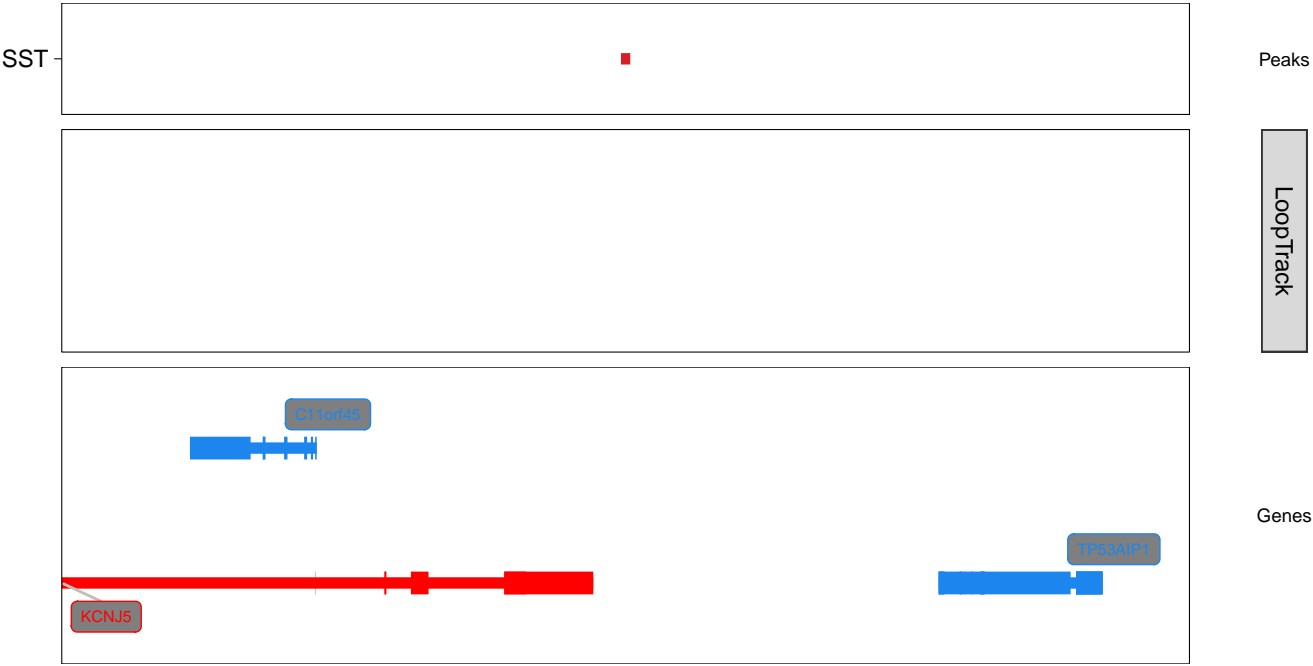 SST
Peaks
LoopTrack
C11orf45
Genes
TP53AIP1
KCNJ5